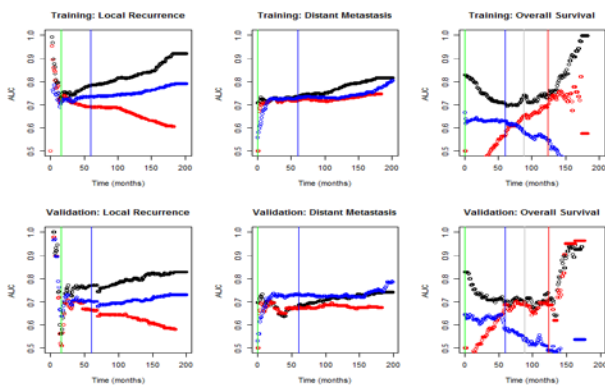 Training: Local Recurrence
AUC
1.0
0.9
0.8
0.7
0.6
0.5
0 50 100 150 200
Time (months)
Training: Distant Metastasis
AUC
1.0
0.9
0.8
0.7
0.6
0.5
0 50 100 150 200
Time (months)
Training: Overall Survival
AUC
1.0
0.9
0.8
0.7
0.6
0.5
0 50 100 150 200
Time (months)
Validation: Local Recurrence
AUC
1.0
0.9
0.8
0.7
0.6
0.5
0 50 100 150 200
Time (months)
Validation: Distant Metastasis
AUC
1.0
0.9
0.8
0.7
0.6
0.5
0 50 100 150 200
Time (months)
Validation: Overall Survival
AUC
1.0
0.9
0.8
0.7
0.6
0.5
0 50 100 150 200
Time (months)